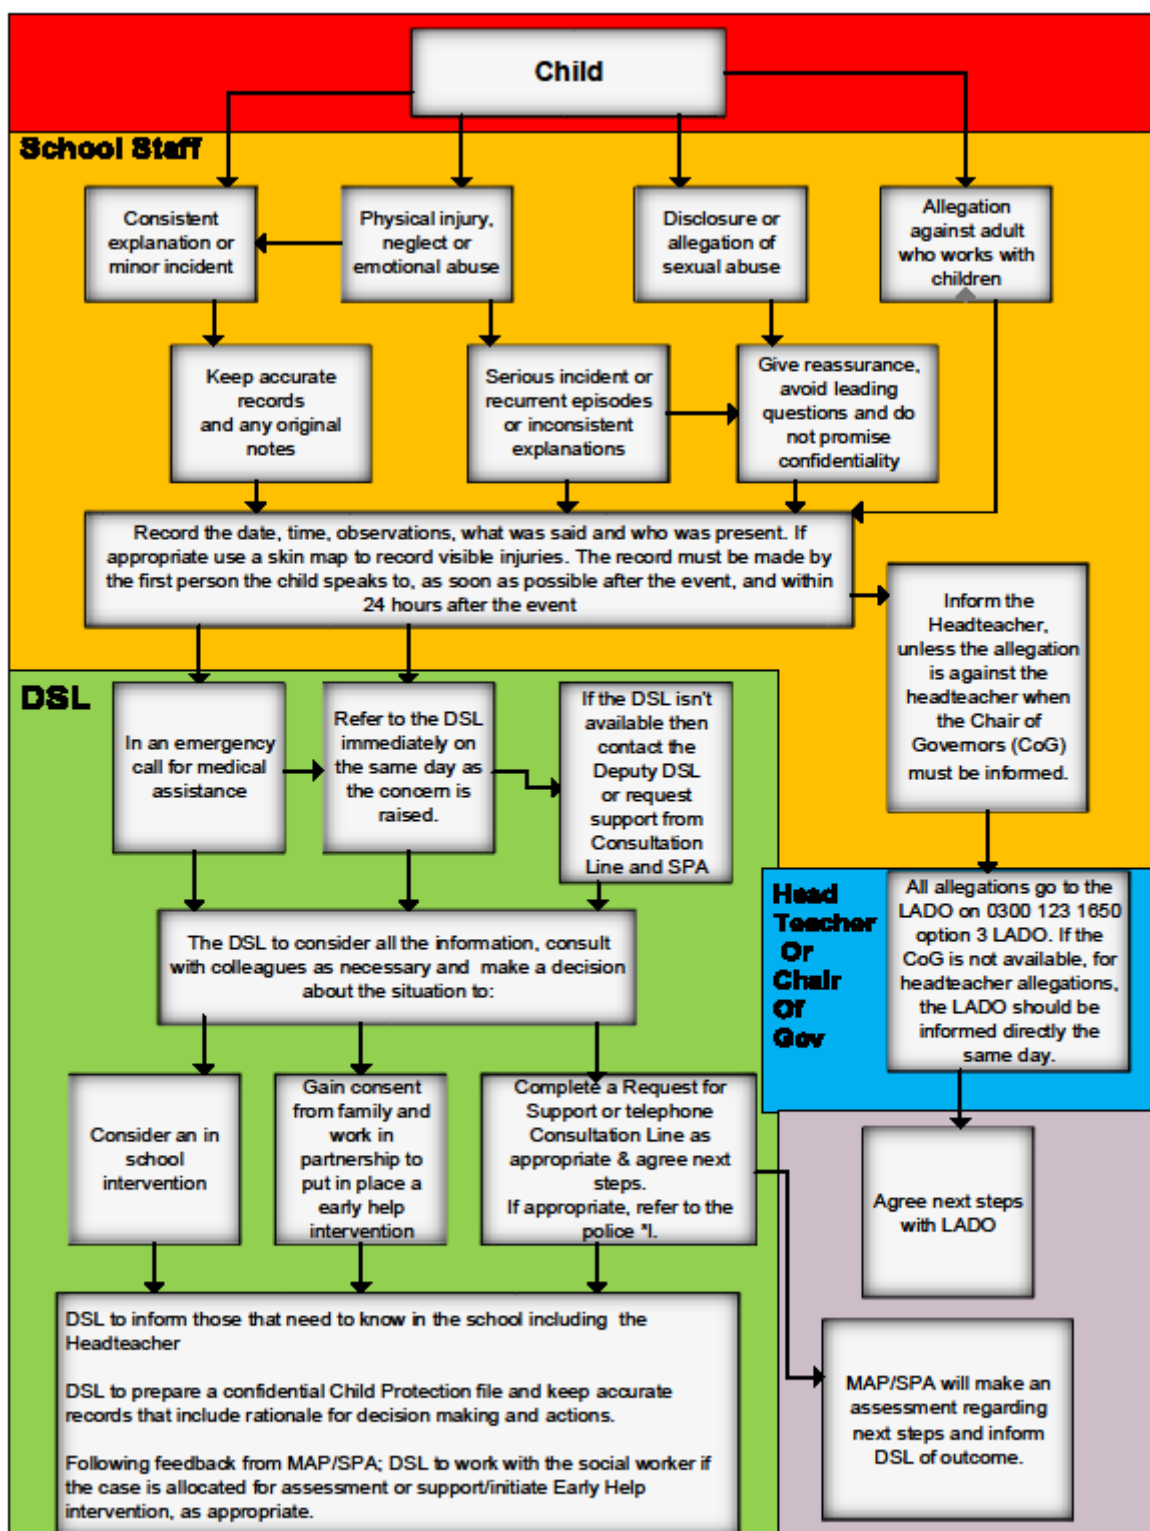 Child
School Staff
Consistent
explanation or
minor incident
Physical injury,
neglect or
emotional abuse
Disclosure or
allegation of
sexual abuse
Allegation
against adult
who works with
children
Keep accurate
records
and any original
notes
Serious incident or
recurrent episodes
or inconsistent
explanations
Give reassurance,
avoid leading
questions and do
not promise
confidentiality
Record the date, time, observations, what was said and who was present. If
appropriate use a skin map to record visible injuries. The record must be made by
the first person the child speaks to, as soon as possible after the event, and within
24 hours after the event
Inform the
Headteacher,
unless the allegation
is against the
headteacher when
the Chair of
Governors (CoG)
must be informed.
DSL
In an emergency
call for medical
assistance
Refer to the DSL
immediately on
the same day as
the concern is
raised.
If the DSL isn't
available then
contact the
Deputy DSL
or request
support from
Consultation
Line and SPA
Head
Teacher
Or
Chair
Of
Gov
All allegations go to the
LADO on 0300 123 1650
option 3 LADO. If the
CoG is not available, for
headteacher allegations,
the LADO should be
informed directly the
same day.
The DSL to consider all the information, consult
with colleagues as necessary and make a decision
about the situation to:
Consider an in
school
intervention
Gain consent
from family and
work in
partnership to
put in place a
early help
intervention
Complete a Request for
Support or telephone
Consultation Line as
appropriate & agree next
steps.
If appropriate, refer to the
police *I.
Agree next steps
with LADO
DSL to inform those that need to know in the school including the
Headteacher
DSL to prepare a confidential Child Protection file and keep accurate
records that include rationale for decision making and actions.
Following feedback from MAP/SPA; DSL to work with the social worker if
the case is allocated for assessment or support/initiate Early Help
intervention, as appropriate.
MAP/SPA will make an
assessment regarding
next steps and inform
DSL of outcome.